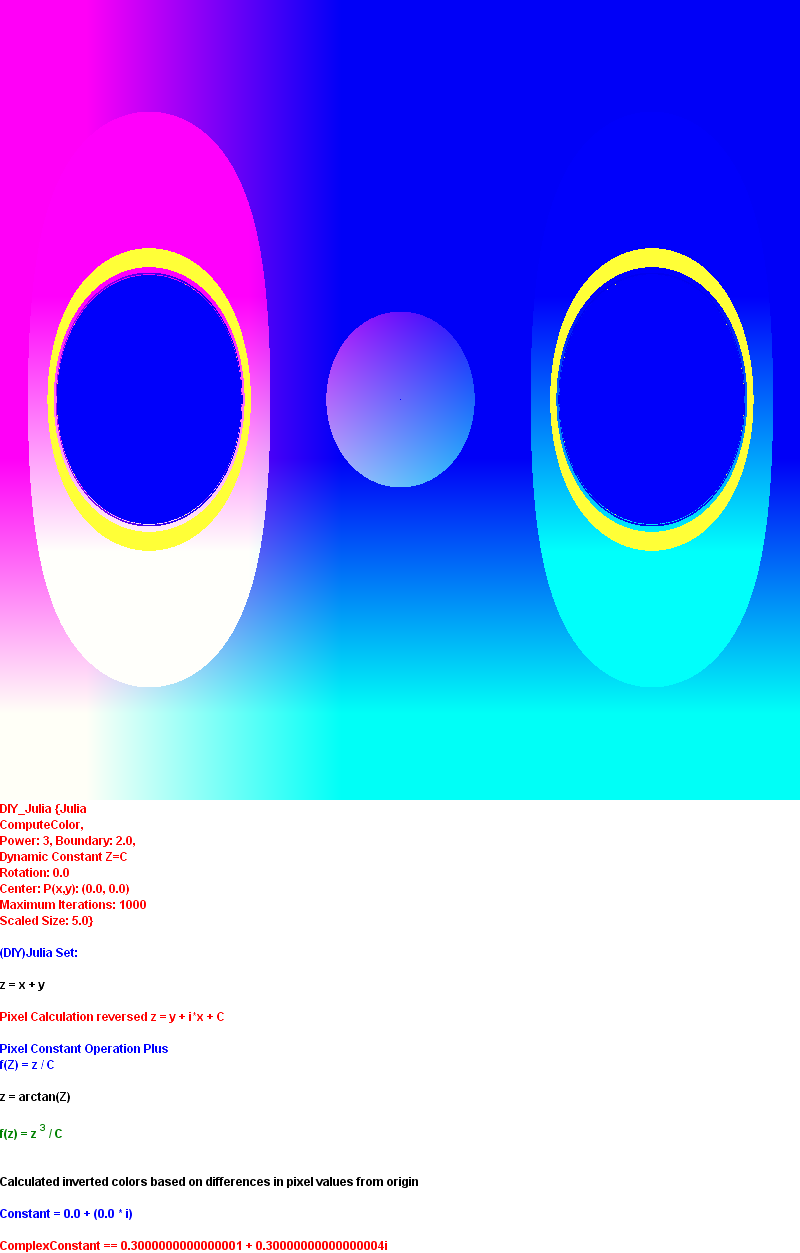 DIY_Julia {Julia
ComputeColor,
Power: 3, Boundary: 2.0,
Dynamic Constant Z=C
Rotation: 0.0
Center: P(x,y): (0.0, 0.0)
Maximum Iterations: 1000
Scaled Size: 5.0}
(DIY)Julia Set:
z = x + y
Pixel Calculation reversed z = y + i*x + C
Pixel Constant Operation Plus
f(Z) = z / C
z = arctan(Z)
f(z) = z ³ / C
Calculated inverted colors based on differences in pixel values from origin
Constant = 0.0 + (0.0 * i)
ComplexConstant == 0.3000000000000001 + 0.30000000000000004i